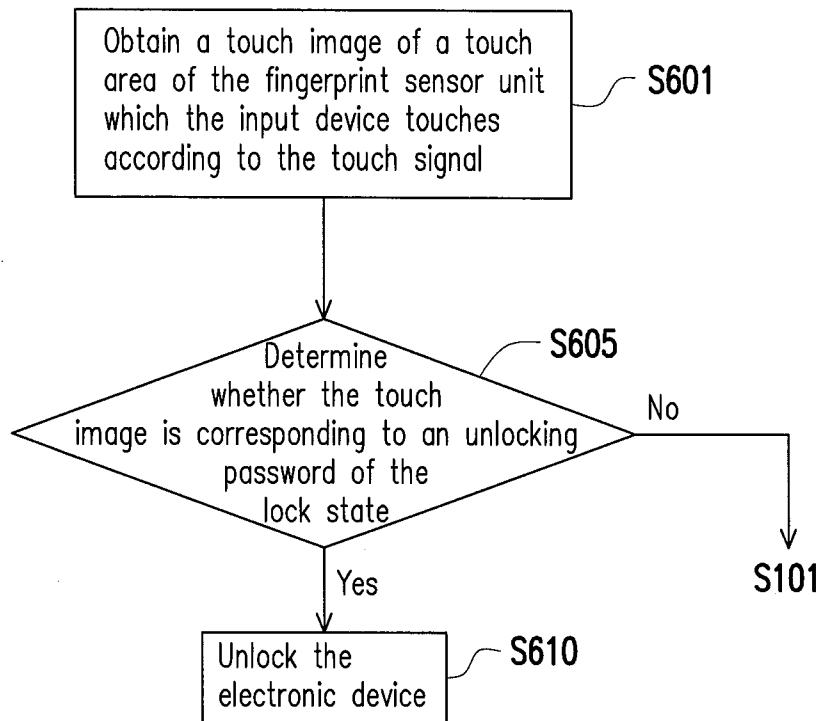 Obtain a touch image of a touch
area of the fingerprint sensor unit
which the input device touches
according to the touch signal
S601
Determine
whether the touch
image is corresponding to an unlocking
password of the
lock state
S605
No
S101
Yes
Unlock the
electronic device
S610